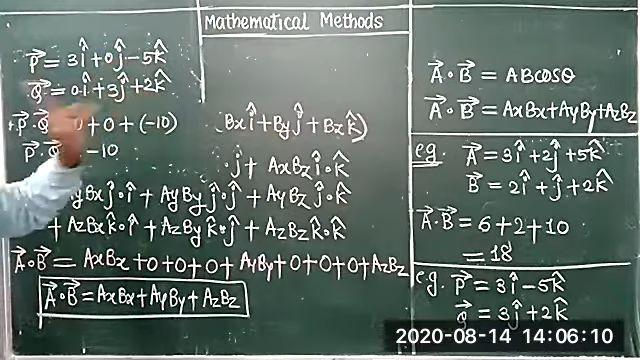 Mathematical Methods
P⃗ = 3î+0ĵ-5k̂
Q⃗ = 0î+3ĵ+2k̂
P⃗·Q⃗ 0+0+(-10)
P⃗·Q⃗ -10
Bxî+Byĵ+Bzk̂)
ĵ+ AxBz î·k̂
AyBx ĵ·î + AyBy ĵ·ĵ + AyBz ĵ·k̂
+ AzBx k̂·î + AzBy k̂·ĵ + AzBz k̂·k̂
A⃗·B⃗ = AxBx+0+0+0+AyBy+0+0+0+AzBz
A⃗·B⃗ = AxBx+AyBy+AzBz
A⃗·B⃗ = ABcosθ
A⃗·B⃗ = AxBx+AyBy+AzBz
eg. A⃗ = 3î+2ĵ+5k̂
B⃗ = 2î+ĵ+2k̂
A⃗·B⃗ = 6+2+10
= 18
eg. P⃗ = 3î-5k̂
Q⃗ = 3ĵ+2k̂
2020-08-14 14:06:10